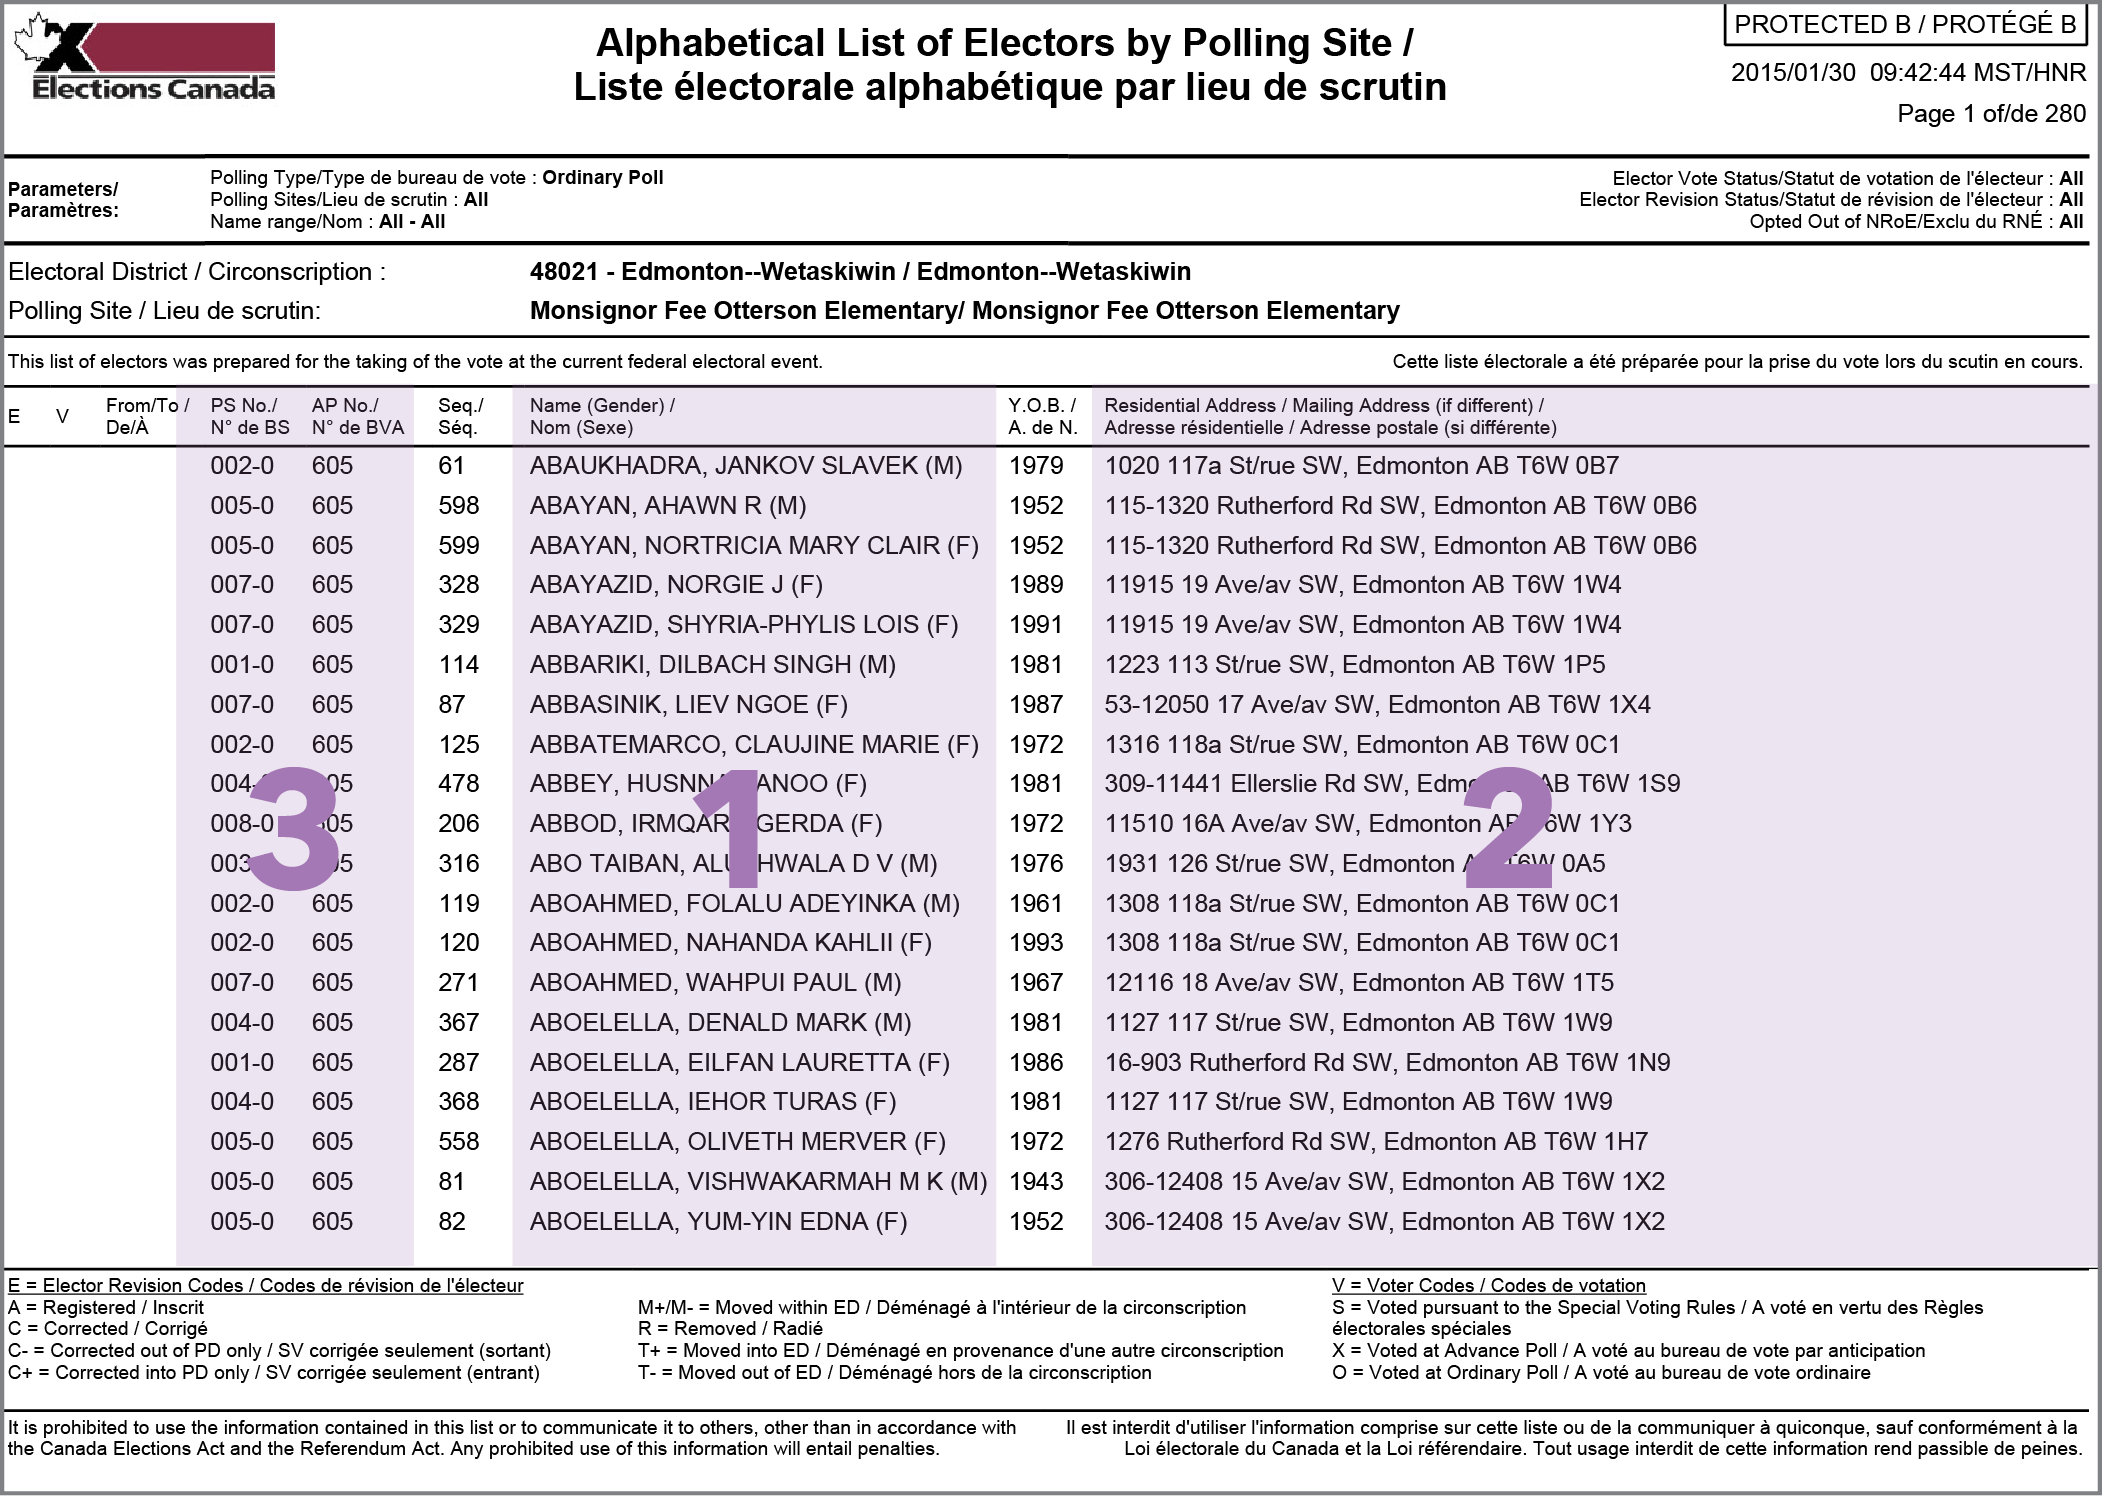 Elections Canada
Alphabetical List of Electors by Polling Site /
Liste électorale alphabétique par lieu de scrutin
PROTECTED B / PROTÉGÉ B
2015/01/30 09:42:44 MST/HNR
Page 1 of/de 280
Parameters/
Paramètres:
Polling Type/Type de bureau de vote : Ordinary Poll
Polling Sites/Lieu de scrutin : All
Name range/Nom : All - All
Elector Vote Status/Statut de votation de l'électeur : All
Elector Revision Status/Statut de révision de l'électeur : All
Opted Out of NRoE/Exclu du RNÉ : All
Electoral District / Circonscription : 48021 - Edmonton--Wetaskiwin / Edmonton--Wetaskiwin
Polling Site / Lieu de scrutin: Monsignor Fee Otterson Elementary/ Monsignor Fee Otterson Elementary
This list of electors was prepared for the taking of the vote at the current federal electoral event. Cette liste électorale a été préparée pour la prise du vote lors du scutin en cours.
E V From/To / PS No./ AP No./ Seq./ Name (Gender) / Y.O.B. / Residential Address / Mailing Address (if different) /
De/À N° de BS N° de BVA Séq. Nom (Sexe) A. de N. Adresse résidentielle / Adresse postale (si différente)
002-0 605 61 ABAUKHADRA, JANKOV SLAVEK (M) 1979 1020 117a St/rue SW, Edmonton AB T6W 0B7
005-0 605 598 ABAYAN, AHAWN R (M) 1952 115-1320 Rutherford Rd SW, Edmonton AB T6W 0B6
005-0 605 599 ABAYAN, NORTRICIA MARY CLAIR (F) 1952 115-1320 Rutherford Rd SW, Edmonton AB T6W 0B6
007-0 605 328 ABAYAZID, NORGIE J (F) 1989 11915 19 Ave/av SW, Edmonton AB T6W 1W4
007-0 605 329 ABAYAZID, SHYRIA-PHYLIS LOIS (F) 1991 11915 19 Ave/av SW, Edmonton AB T6W 1W4
001-0 605 114 ABBARIKI, DILBACH SINGH (M) 1981 1223 113 St/rue SW, Edmonton AB T6W 1P5
007-0 605 87 ABBASINIK, LIEV NGOE (F) 1987 53-12050 17 Ave/av SW, Edmonton AB T6W 1X4
002-0 605 125 ABBATEMARCO, CLAUJINE MARIE (F) 1972 1316 118a St/rue SW, Edmonton AB T6W 0C1
478 ABBEY, (F) 1981 309-11441 Ellerslie Rd SW, AB T6W 1S9
008-0 206 ABBOD, GERDA (F) 1972 11510 16A Ave/av SW, Edmonton 1Y3
316 ABO TAIBAN, D V (M) 1976 1931 126 St/rue SW, Edmonton T6W 0A5
3 1 2
002-0 605 119 ABOAHMED, FOLALU ADEYINKA (M) 1961 1308 118a St/rue SW, Edmonton AB T6W 0C1
002-0 605 120 ABOAHMED, NAHANDA KAHLII (F) 1993 1308 118a St/rue SW, Edmonton AB T6W 0C1
007-0 605 271 ABOAHMED, WAHPUI PAUL (M) 1967 12116 18 Ave/av SW, Edmonton AB T6W 1T5
004-0 605 367 ABOELELLA, DENALD MARK (M) 1981 1127 117 St/rue SW, Edmonton AB T6W 1W9
001-0 605 287 ABOELELLA, EILFAN LAURETTA (F) 1986 16-903 Rutherford Rd SW, Edmonton AB T6W 1N9
004-0 605 368 ABOELELLA, IEHOR TURAS (F) 1981 1127 117 St/rue SW, Edmonton AB T6W 1W9
005-0 605 558 ABOELELLA, OLIVETH MERVER (F) 1972 1276 Rutherford Rd SW, Edmonton AB T6W 1H7
005-0 605 81 ABOELELLA, VISHWAKARMAH M K (M) 1943 306-12408 15 Ave/av SW, Edmonton AB T6W 1X2
005-0 605 82 ABOELELLA, YUM-YIN EDNA (F) 1952 306-12408 15 Ave/av SW, Edmonton AB T6W 1X2
E = Elector Revision Codes / Codes de révision de l'électeur
A = Registered / Inscrit
C = Corrected / Corrigé
C- = Corrected out of PD only / SV corrigée seulement (sortant)
C+ = Corrected into PD only / SV corrigée seulement (entrant)
M+/M- = Moved within ED / Déménagé à l'intérieur de la circonscription
R = Removed / Radié
T+ = Moved into ED / Déménagé en provenance d'une autre circonscription
T- = Moved out of ED / Déménagé hors de la circonscription
V = Voter Codes / Codes de votation
S = Voted pursuant to the Special Voting Rules / A voté en vertu des Règles
électorales spéciales
X = Voted at Advance Poll / A voté au bureau de vote par anticipation
O = Voted at Ordinary Poll / A voté au bureau de vote ordinaire
It is prohibited to use the information contained in this list or to communicate it to others, other than in accordance with
the Canada Elections Act and the Referendum Act. Any prohibited use of this information will entail penalties.
Il est interdit d'utiliser l'information comprise sur cette liste ou de la communiquer à quiconque, sauf conformément à la
Loi électorale du Canada et la Loi référendaire. Tout usage interdit de cette information rend passible de peines.